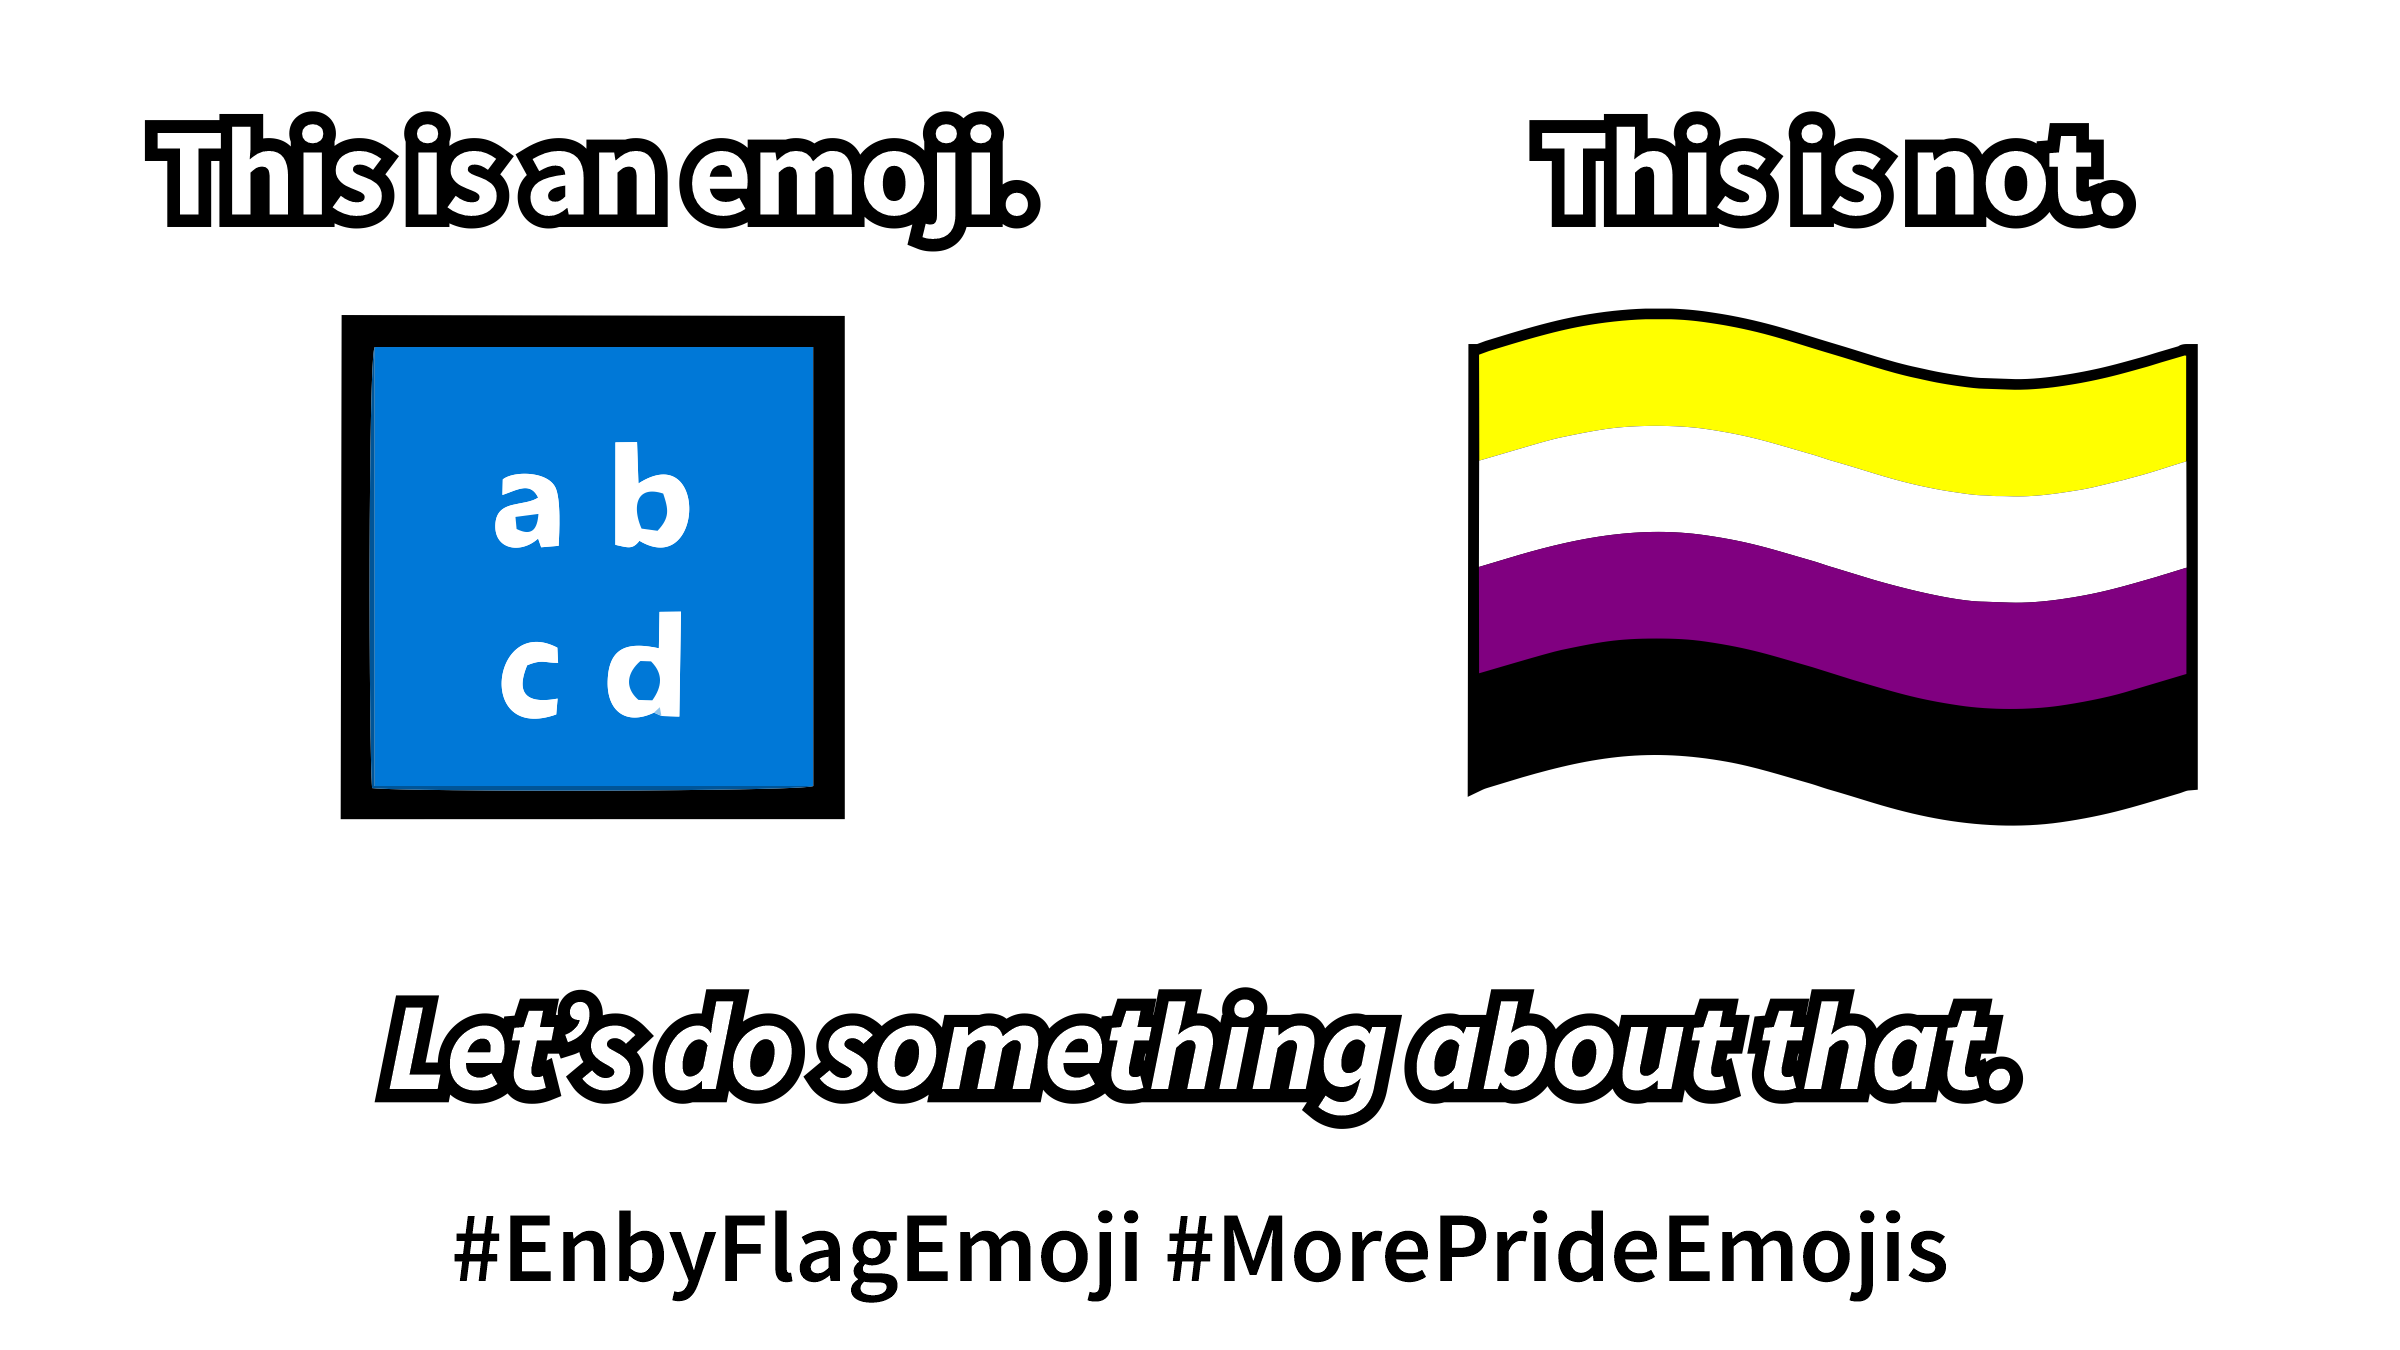 This is an emoji.
This is not.
a b
c d
Let’s do something about that.
#EnbyFlagEmoji #MorePrideEmojis